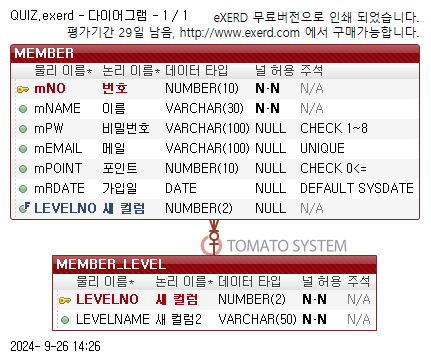 QUIZ.exerd - 다이어그램 - 1 / 1 eXERD 무료버전으로 인쇄 되었습니다.
평가기간 29일 남음, http://www.exerd.com 에서 구매가능합니다.
MEMBER
물리 이름* 논리 이름* 데이터 타입 널 허용 주석
mNO 번호 NUMBER(10) N·N N/A
mNAME 이름 VARCHAR(30) N·N N/A
mPW 비밀번호 VARCHAR(100) NULL CHECK 1~8
mEMAIL 메일 VARCHAR(100) NULL UNIQUE
mPOINT 포인트 NUMBER(10) NULL CHECK 0<=
mRDATE 가입일 DATE NULL DEFAULT SYSDATE
F LEVELNO 새 컬럼 NUMBER(2) NULL N/A
TOMATO SYSTEM
MEMBER_LEVEL
물리 이름* 논리 이름* 데이터 타입 널 허용 주석
LEVELNO 새 컬럼 NUMBER(2) N·N N/A
LEVELNAME 새 컬럼2 VARCHAR(50) N·N N/A
2024- 9-26 14:26